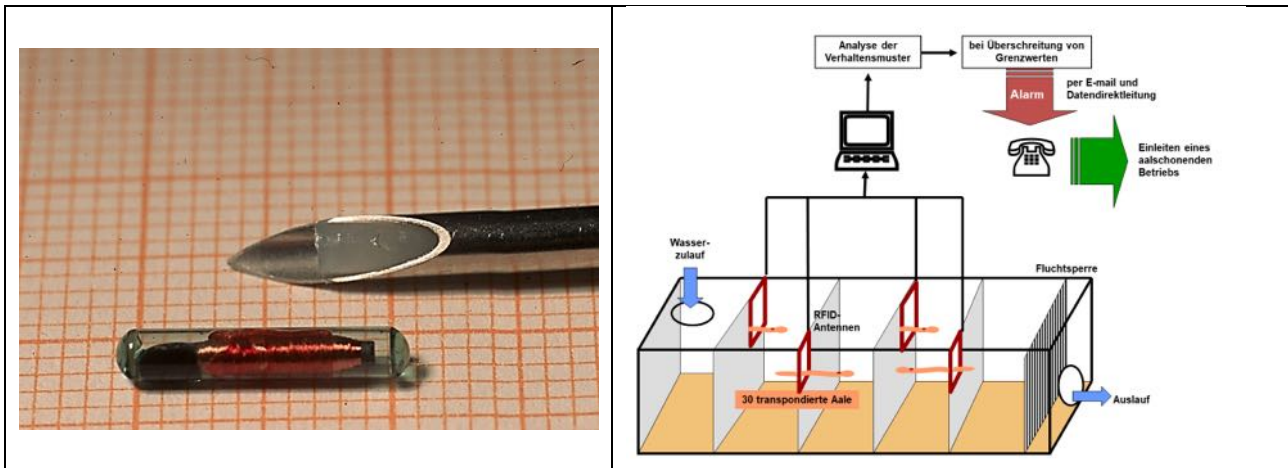 Analyse der
Verhaltensmuster
bei Überschreitung von
Grenzwerten
Alarm
per E-mail und
Datendirektleitung
Einleiten eines
aalschonenden
Betriebs
Wasser-
zulauf
Fluchtsperre
RFID-
Antennen
30 transpondierte Aale
Auslauf